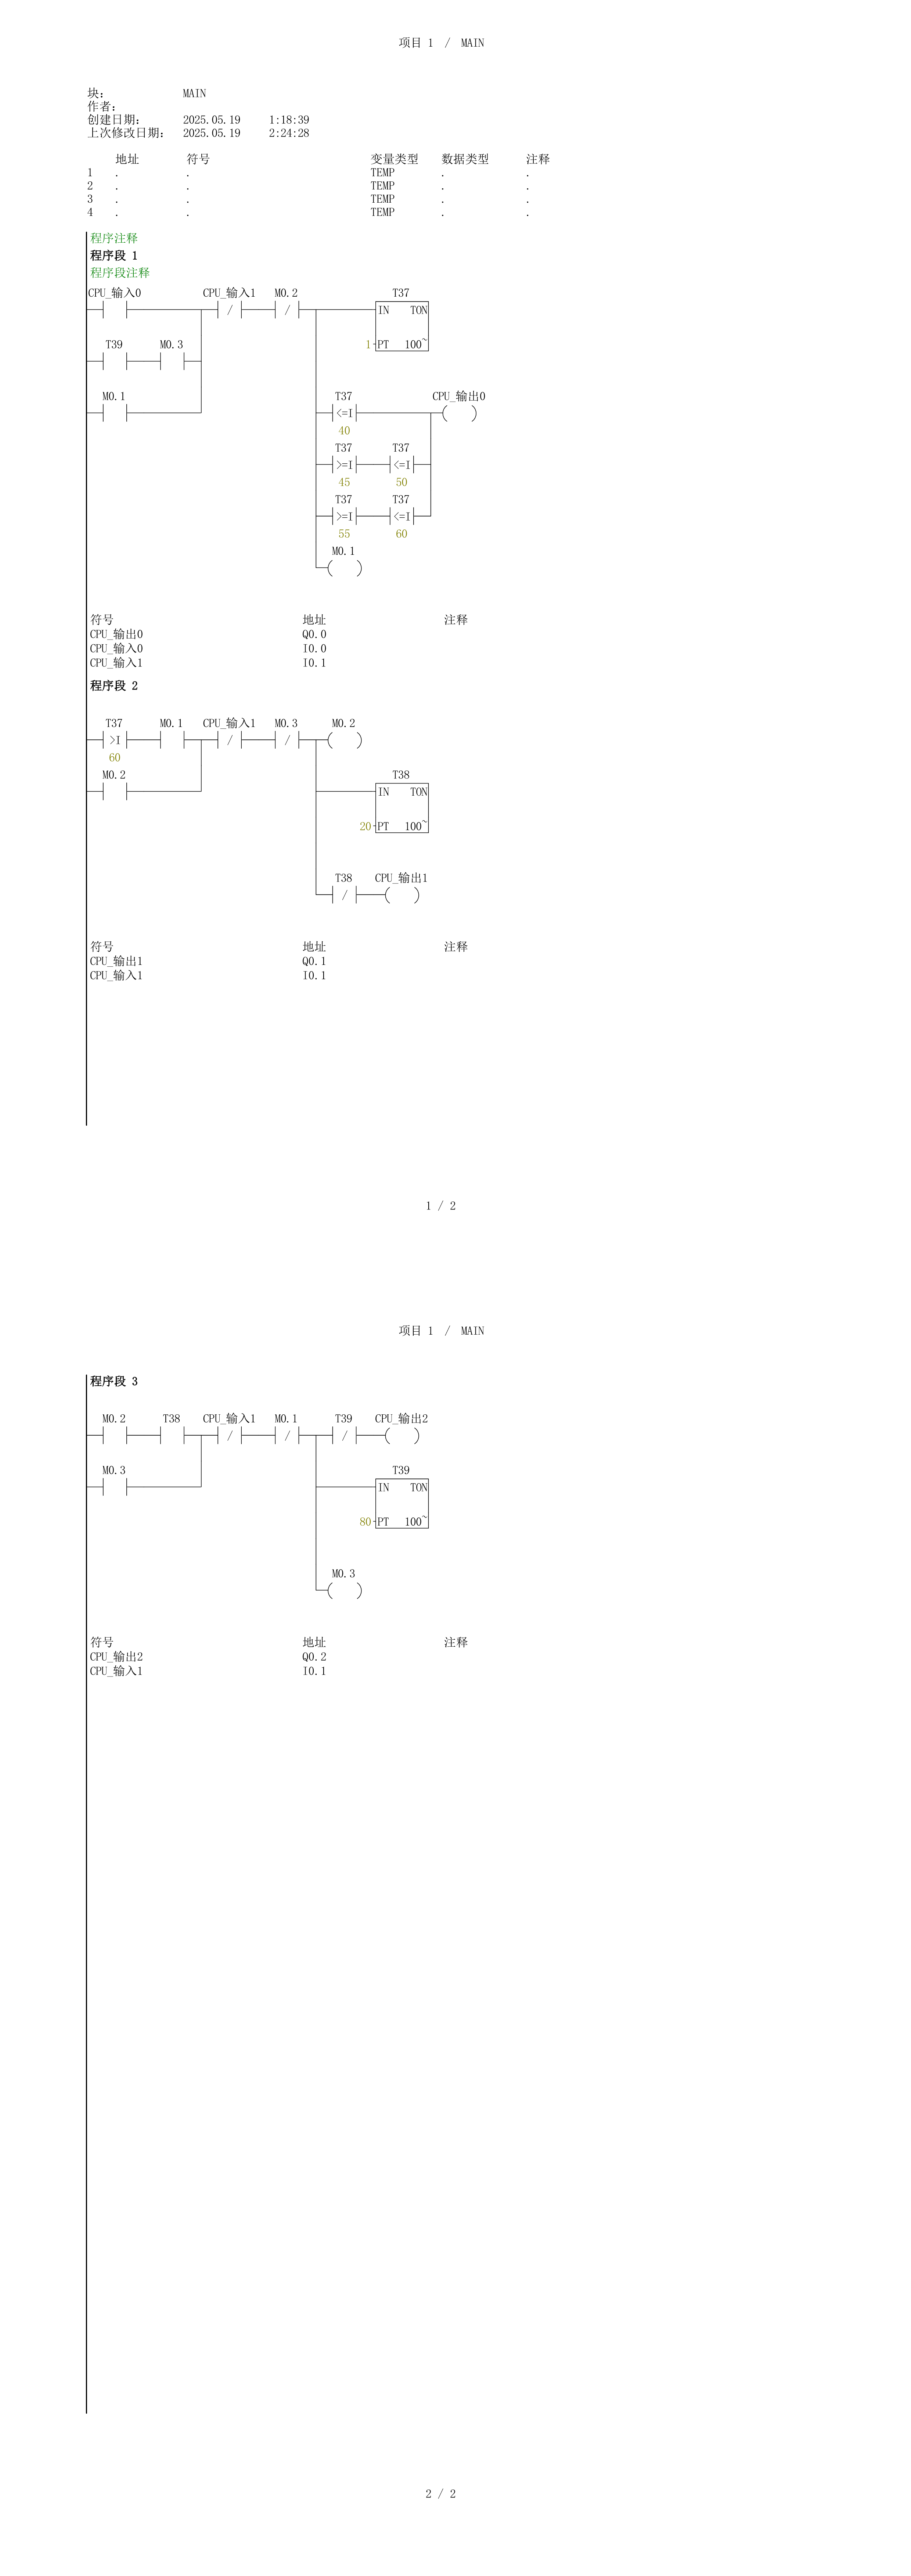 项目 1 / MAIN
块： MAIN
作者：
创建日期： 2025.05.19 1:18:39
上次修改日期： 2025.05.19 2:24:28
地址 符号 变量类型 数据类型 注释
1 . . TEMP . .
2 . . TEMP . .
3 . . TEMP . .
4 . . TEMP . .
程序注释
程序段 1
程序段注释
CPU_输入0 CPU_输入1 M0.2 T37
/ / IN TON
T39 M0.3 1 PT 100~
M0.1 T37 CPU_输出0
<=I
40
T37 T37
>=I <=I
45 50
T37 T37
>=I <=I
55 60
M0.1
符号 地址 注释
CPU_输出0 Q0.0
CPU_输入0 I0.0
CPU_输入1 I0.1
程序段 2
T37 M0.1 CPU_输入1 M0.3 M0.2
>I / /
60
M0.2 T38
IN TON
20 PT 100~
T38 CPU_输出1
/
符号 地址 注释
CPU_输出1 Q0.1
CPU_输入1 I0.1
1 / 2
项目 1 / MAIN
程序段 3
M0.2 T38 CPU_输入1 M0.1 T39 CPU_输出2
/ / /
M0.3 T39
IN TON
80 PT 100~
M0.3
符号 地址 注释
CPU_输出2 Q0.2
CPU_输入1 I0.1
2 / 2